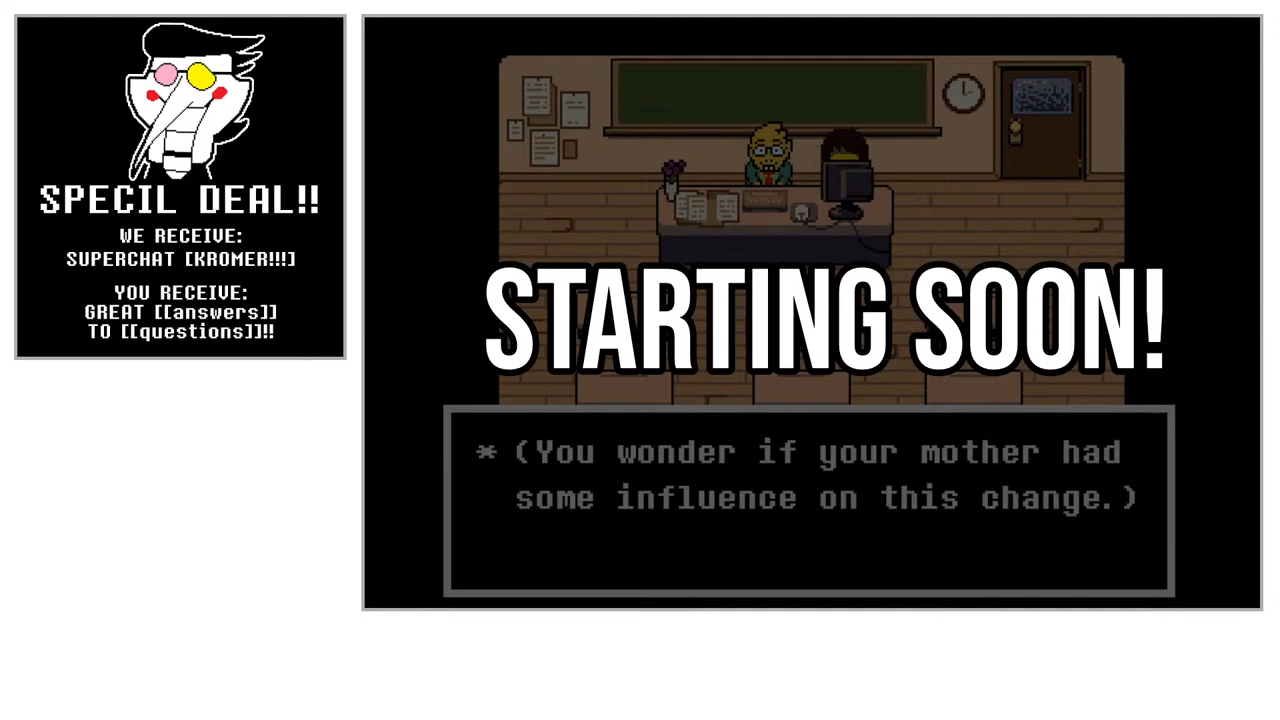 SPECIL DEAL!!
WE RECEIVE:
SUPERCHAT [KROMER!!!]
YOU RECEIVE:
GREAT [[answers]]
TO [[questions]]!!
STARTING SOON!
* (You wonder if your mother had
some influence on this change.)